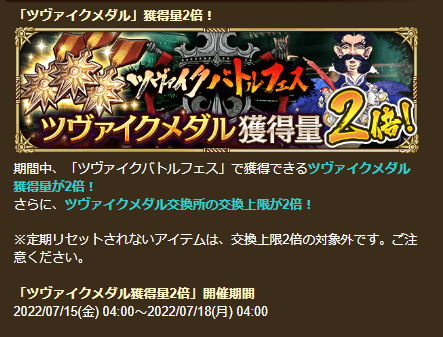 「ツヴァイクメダル」獲得量2倍！
ツヴァイクバトルフェス
ツヴァイクメダル獲得量2倍!
期間中、「ツヴァイクバトルフェス」で獲得できるツヴァイクメダル
獲得量が2倍！
さらに、ツヴァイクメダル交換所の交換上限が2倍！
※定期リセットされないアイテムは、交換上限2倍の対象外です。ご注
意ください。
「ツヴァイクメダル獲得量2倍」開催期間
2022/07/15(金) 04:00～2022/07/18(月) 04:00